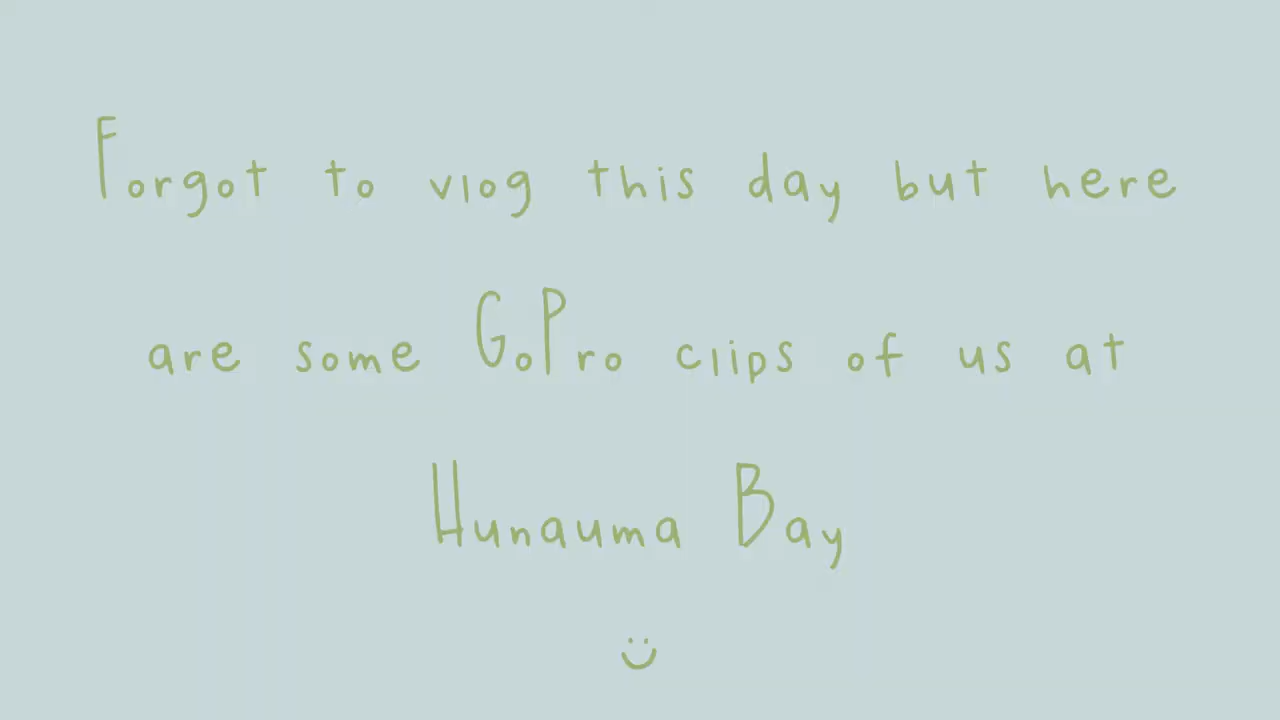 Forgot to vlog this day but here
are some GoPro clips of us at
Hunauma Bay